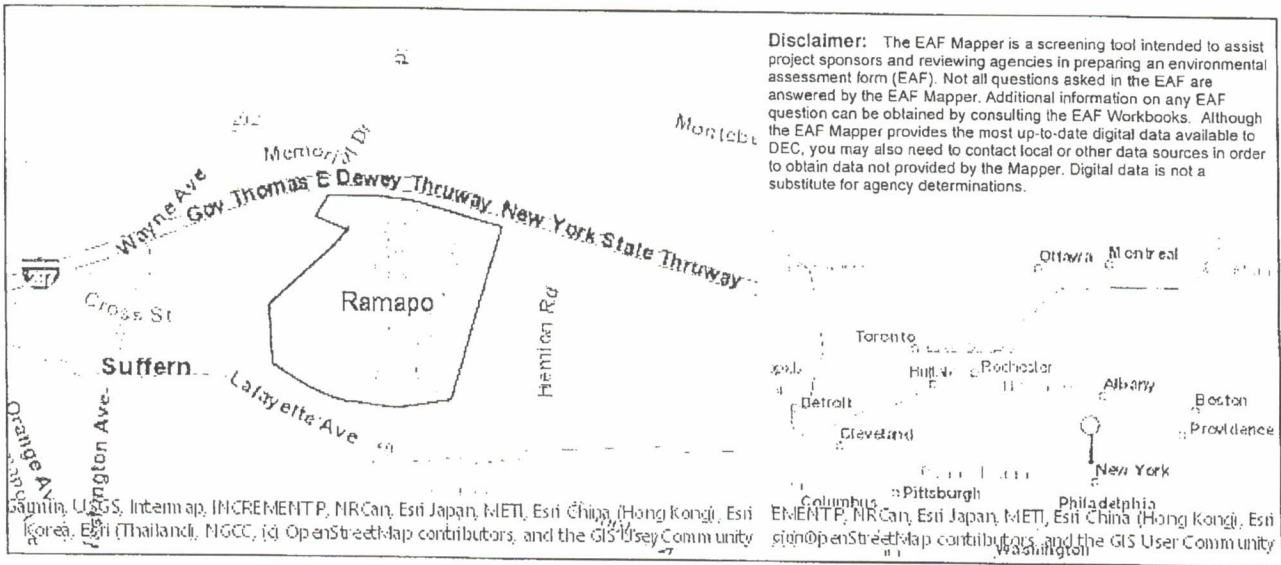 Disclaimer: The EAF Mapper is a screening tool intended to assist
project sponsors and reviewing agencies in preparing an environmental
assessment form (EAF). Not all questions asked in the EAF are
answered by the EAF Mapper. Additional information on any EAF
question can be obtained by consulting the EAF Workbooks. Although
the EAF Mapper provides the most up-to-date digital data available to
DEC, you may also need to contact local or other data sources in order
to obtain data not provided by the Mapper. Digital data is not a
substitute for agency determinations.
202
Memorial Dr
Wayne Ave
Gov Thomas E Dewey Thruway New York State Thruway
Cross St
Ramapo
Hemion Rd
Suffern
Lafayette Ave
Orange Av
Washington Ave
Garmin, USGS, Intermap, INCREMENT P, NRCan, Esri Japan, METI, Esri China (Hong Kong), Esri
Korea, Esri (Thailand), NGCC, (c) OpenStreetMap contributors, and the GIS User Community
Ottawa Montreal
Toronto
Rochester
Albany
Detroit
Boston
Cleveland
Providence
New York
Pittsburgh
Columbus
Philadelphia
EMENT P, NRCan, Esri Japan, METI, Esri China (Hong Kong), Esri
OpenStreetMap contributors, and the GIS User Community
Washington